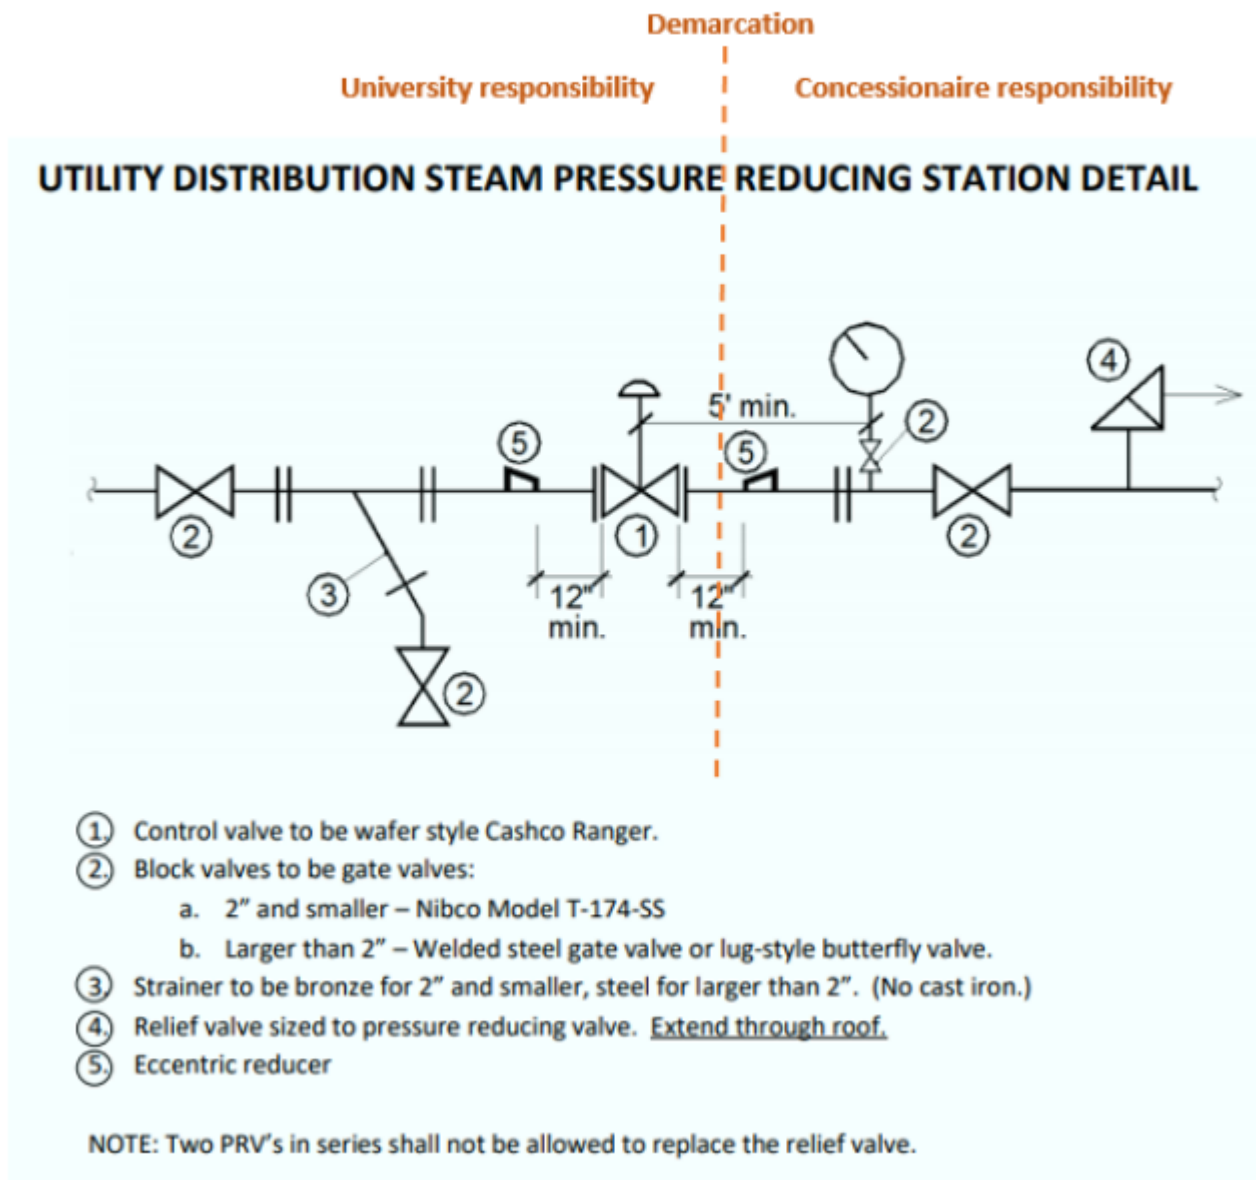 Demarcation
University responsibility
Concessionaire responsibility
UTILITY DISTRIBUTION STEAM PRESSURE REDUCING STATION DETAIL
4
5' min.
2
5
5
2
1
2
3
12"
min.
12"
min.
2
1. Control valve to be wafer style Cashco Ranger.
2. Block valves to be gate valves:
a. 2" and smaller – Nibco Model T-174-SS
b. Larger than 2" – Welded steel gate valve or lug-style butterfly valve.
3. Strainer to be bronze for 2" and smaller, steel for larger than 2". (No cast iron.)
4. Relief valve sized to pressure reducing valve. Extend through roof.
5. Eccentric reducer
NOTE: Two PRV's in series shall not be allowed to replace the relief valve.